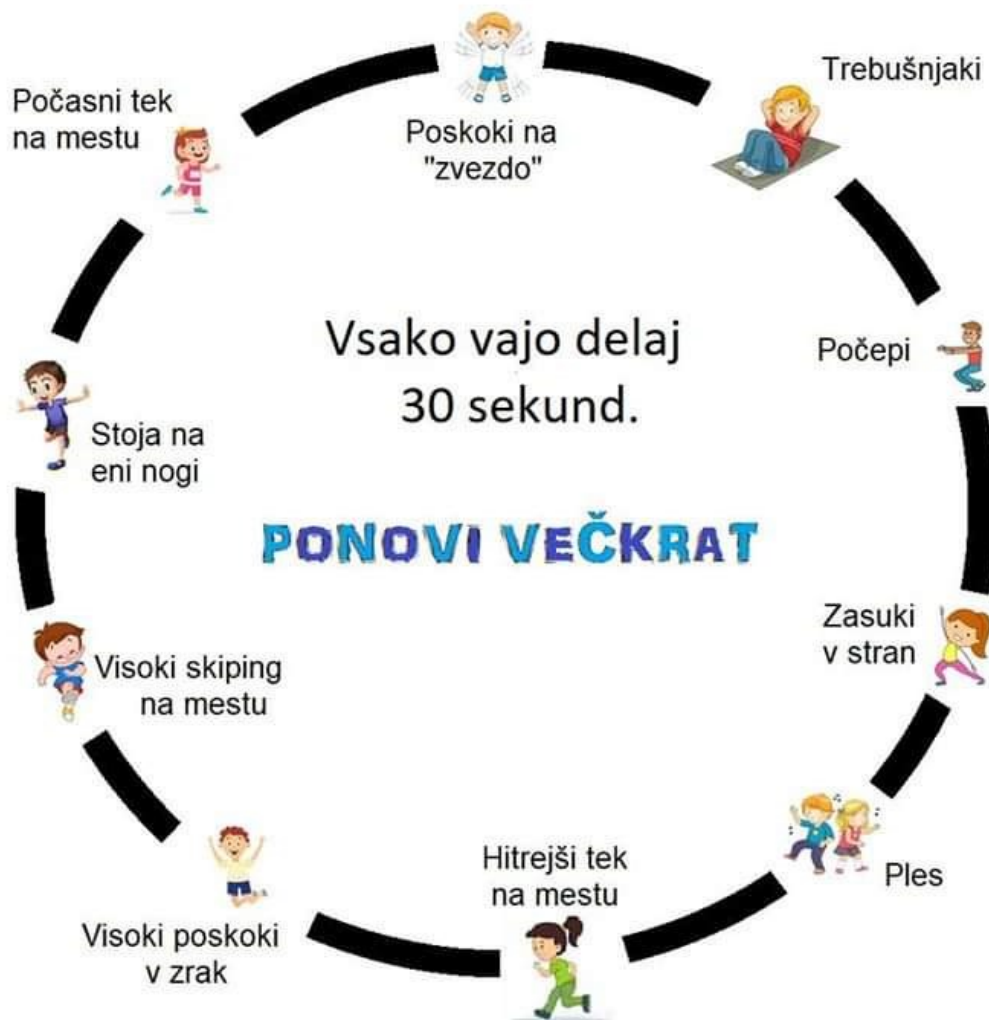 Poskoki na
"zvezdo"
Trebušnjaki
Počepi
Zasuki
v stran
Ples
Hitrejši tek
na mestu
Visoki poskoki
v zrak
Visoki skiping
na mestu
Stoja na
eni nogi
Počasni tek
na mestu
Vsako vajo delaj
30 sekund.
PONOVI VEČKRAT